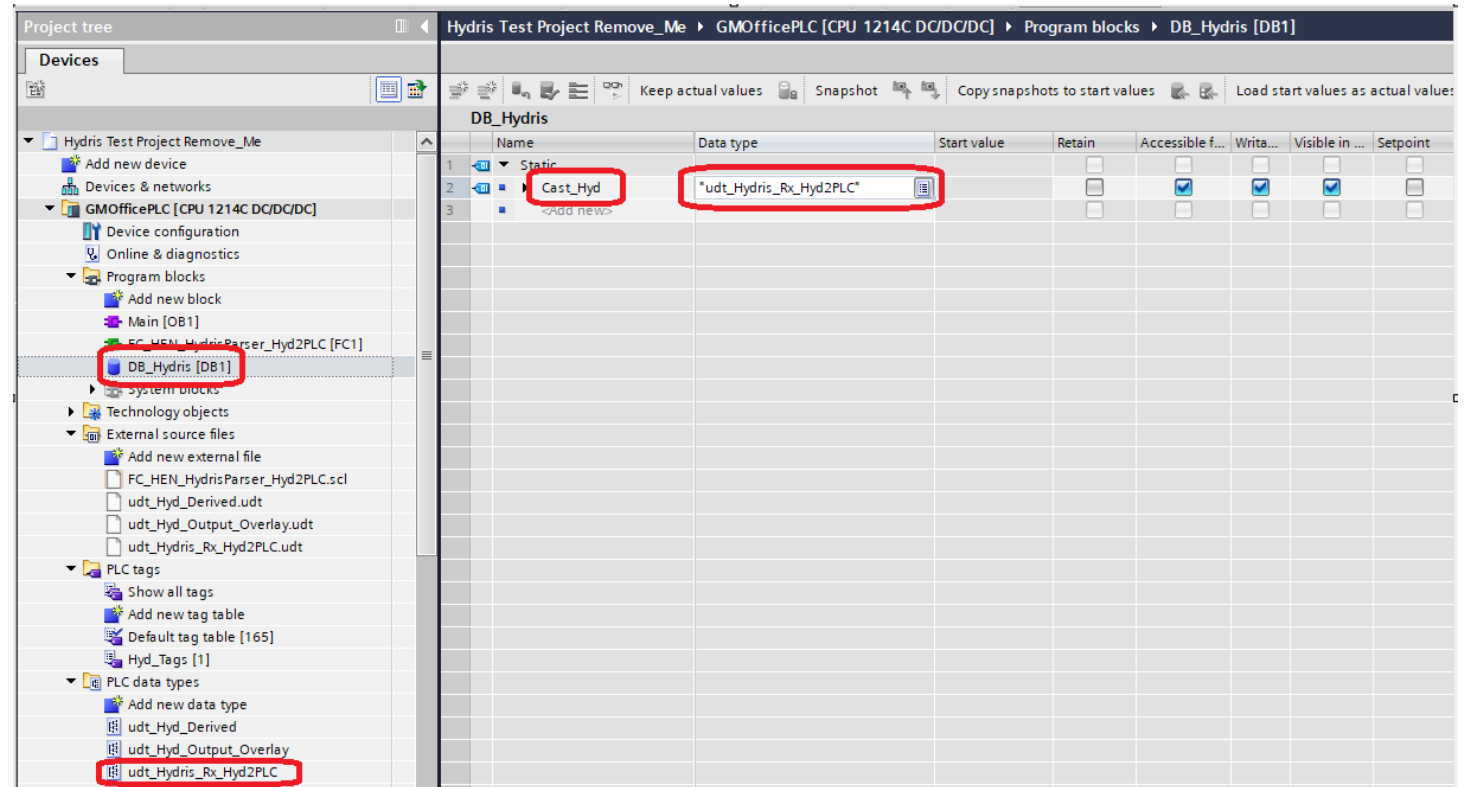 Project tree
Devices
Hydris Test Project Remove_Me
Add new device
Devices & networks
GMOfficePLC [CPU 1214C DC/DC/DC]
Device configuration
Online & diagnostics
Program blocks
Add new block
Main [OB1]
FC_HEN_HydrisParser_Hyd2PLC [FC1]
DB_Hydris [DB1]
System blocks
Technology objects
External source files
Add new external file
FC_HEN_HydrisParser_Hyd2PLC.scl
udt_Hyd_Derived.udt
udt_Hyd_Output_Overlay.udt
udt_Hydris_Rx_Hyd2PLC.udt
PLC tags
Show all tags
Add new tag table
Default tag table [165]
Hyd_Tags [1]
PLC data types
Add new data type
udt_Hyd_Derived
udt_Hyd_Output_Overlay
udt_Hydris_Rx_Hyd2PLC
Hydris Test Project Remove_Me GMOfficePLC [CPU 1214C DC/DC/DC] Program blocks DB_Hydris [DB1]
Keep actual values Snapshot Copy snapshots to start values Load start values as actual values
DB_Hydris
Name Data type Start value Retain Accessible f... Writa... Visible in ... Setpoint
1 Static
2 Cast_Hyd "udt_Hydris_Rx_Hyd2PLC"
3 <Add new>